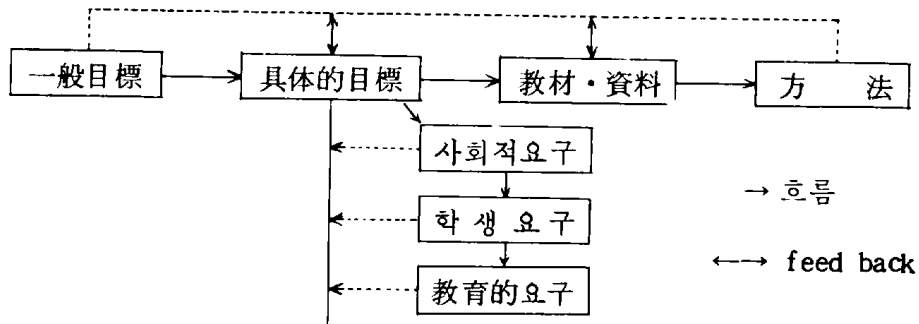 一般目標 具体的目標 教材·資料 方 法
사회적요구
→ 흐름
학생요구
←--→ feed back
教育的요구